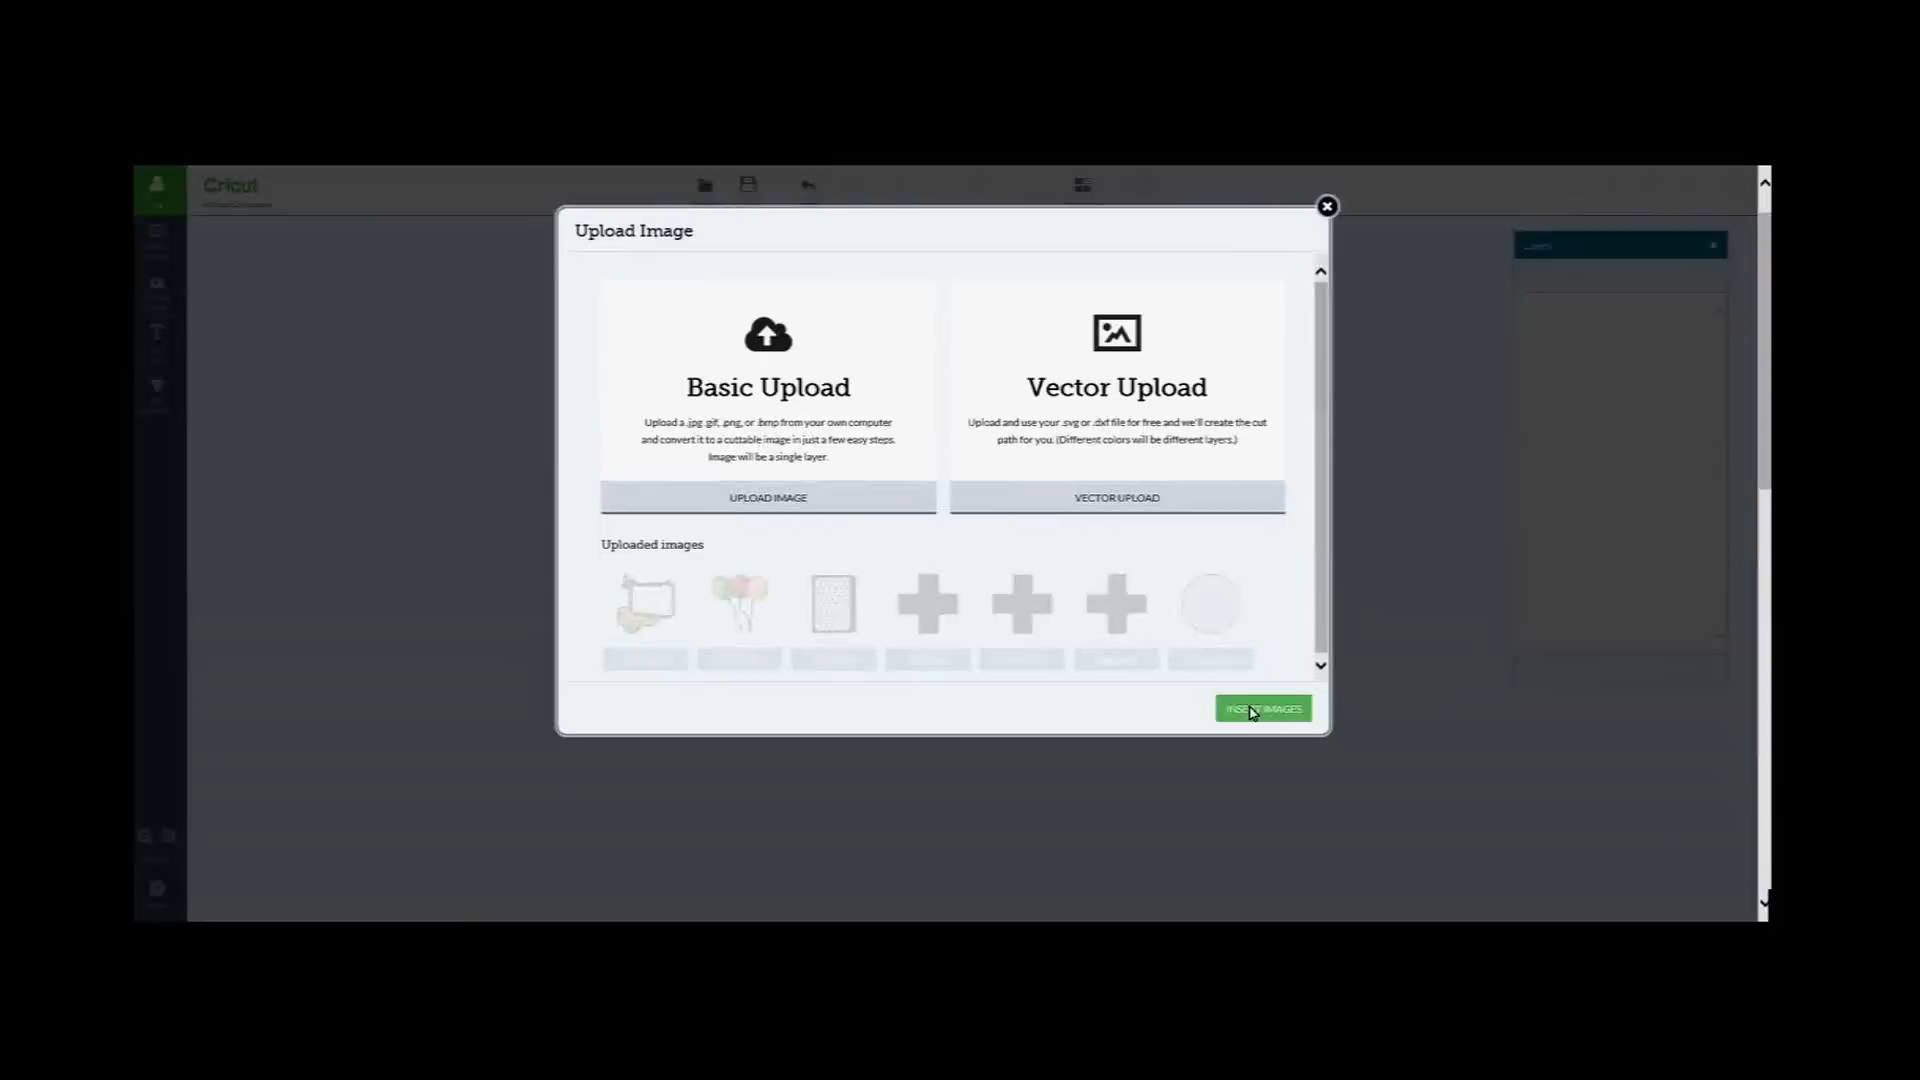 Cricut
Upload Image
Basic Upload
Upload a .jpg .gif, .png, or .bmp from your own computer
and convert it to a cuttable image in just a few easy steps.
Image will be a single layer.
UPLOAD IMAGE
Vector Upload
Upload and use your .svg or .dxf file for free and we'll create the cut
path for you. (Different colors will be different layers.)
VECTOR UPLOAD
Uploaded images
INSERT IMAGES